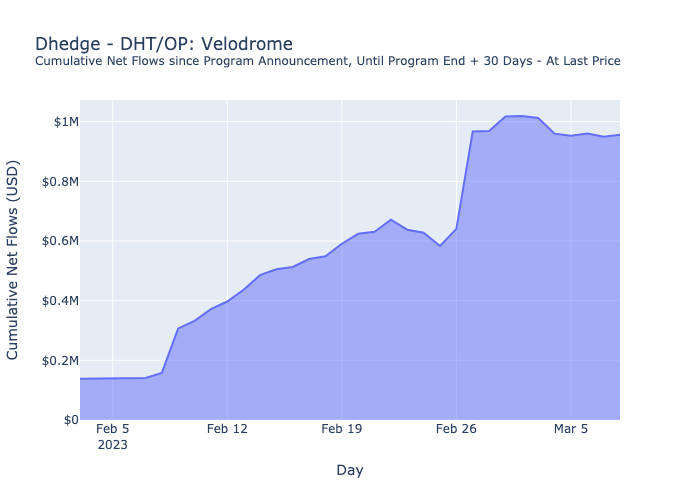 Dhedge - DHT/OP: Velodrome
Cumulative Net Flows since Program Announcement, Until Program End + 30 Days - At Last Price
Cumulative Net Flows (USD)
$1M
$0.8M
$0.6M
$0.4M
$0.2M
$0
Feb 5
2023
Feb 12
Feb 19
Feb 26
Mar 5
Day